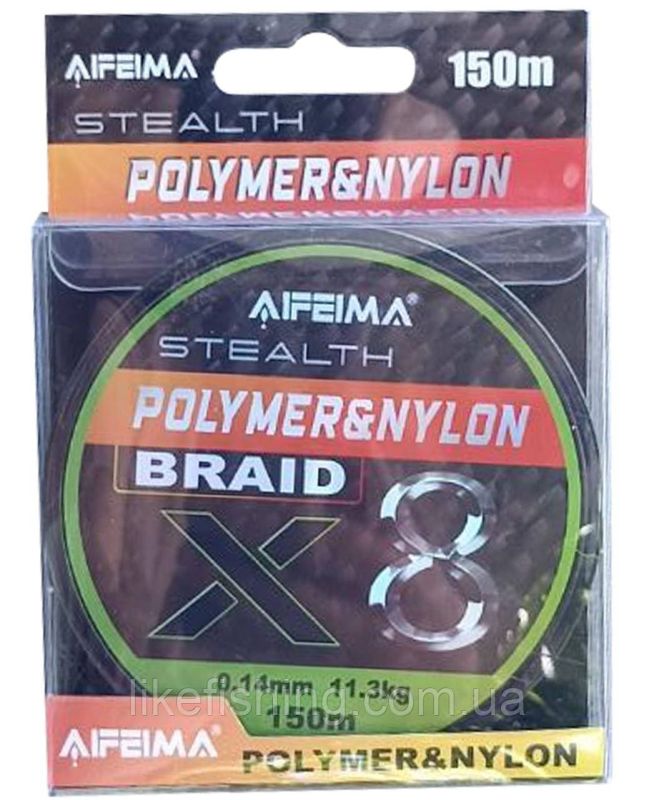 AIFEIMA® 150m
STEALTH
POLYMER&NYLON
AIFEIMA®
STEALTH
POLYMER&NYLON
BRAID
X8
0.14mm 11.3kg
150m
likefishing.com.ua
AIFEIMA®
POLYMER&NYLON